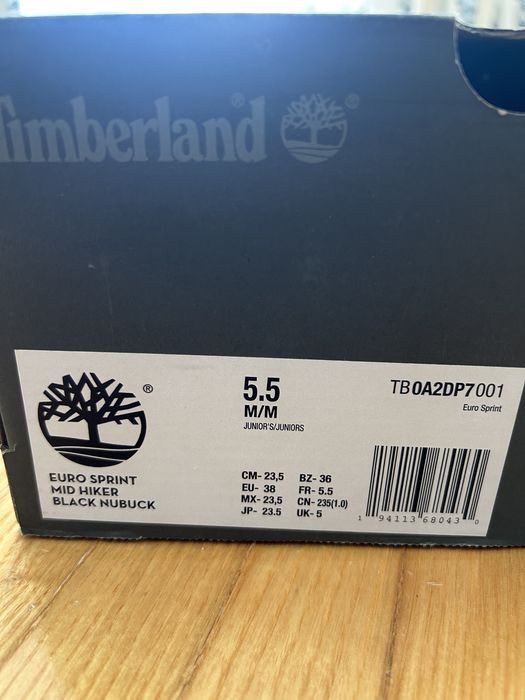 Timberland®
®
®
EURO SPRINT
MID HIKER
BLACK NUBUCK
5.5
M/M
JUNIOR'S/JUNIORS
CM- 23,5 BZ- 36
EU- 38 FR- 5.5
MX- 23,5 CN- 235(1.0)
JP- 23.5 UK- 5
TB0A2DP7001
Euro Sprint
1 94113 68043 0